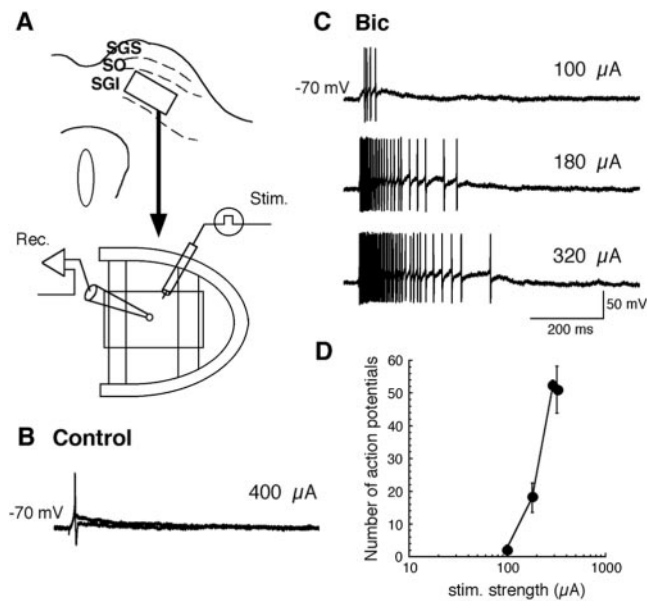 A
SGS
SO
SGI
Stim.
Rec.
B Control
400 µA
-70 mV
C Bic
100 µA
-70 mV
180 µA
320 µA
50 mV
200 ms
D
Number of action potentials
60
50
40
30
20
10
0
10 100 1000
stim. strength (µA)